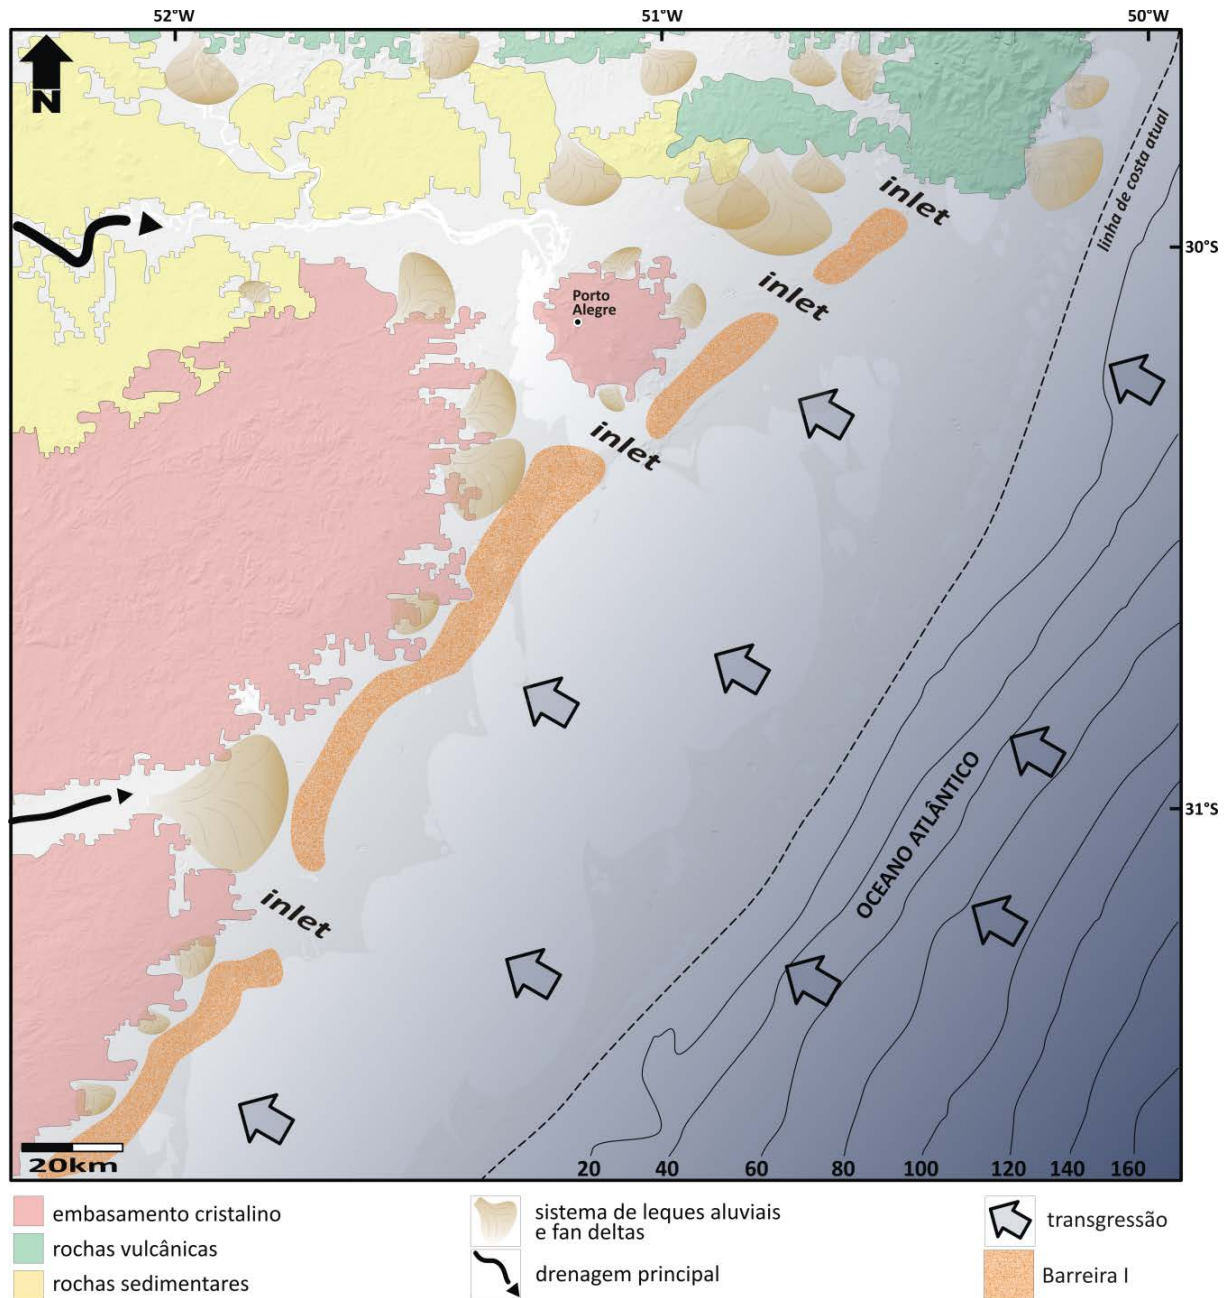 52°W
51°W
50°W
N
linha de costa atual
inlet
30°S
inlet
Porto
Alegre
inlet
OCEANO ATLÂNTICO
31°S
inlet
20km
20
40
60
80
100
120
140
160
embasamento cristalino
rochas vulcânicas
rochas sedimentares
sistema de leques aluviais
e fan deltas
drenagem principal
transgressão
Barreira I